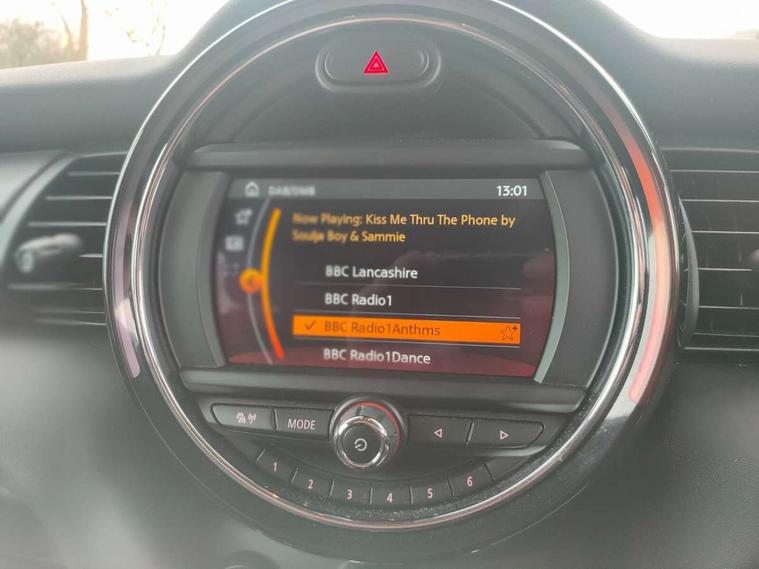 DAB/DMB 13:01
Now Playing: Kiss Me Thru The Phone by
Soulja Boy & Sammie
BBC Lancashire
BBC Radio1
BBC Radio1Anthms
BBC Radio1Dance
MODE
1 2 3 4 5 6